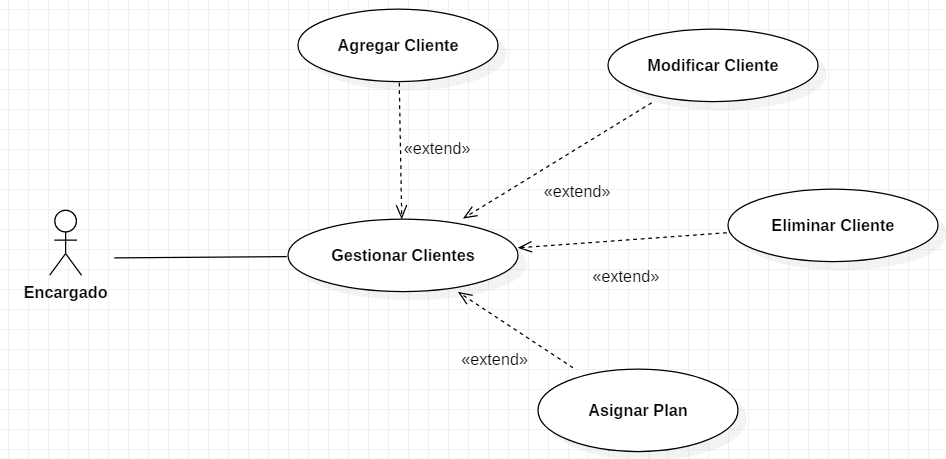 Agregar Cliente
Modificar Cliente
«extend»
«extend»
Eliminar Cliente
Gestionar Clientes
«extend»
Encargado
«extend»
Asignar Plan